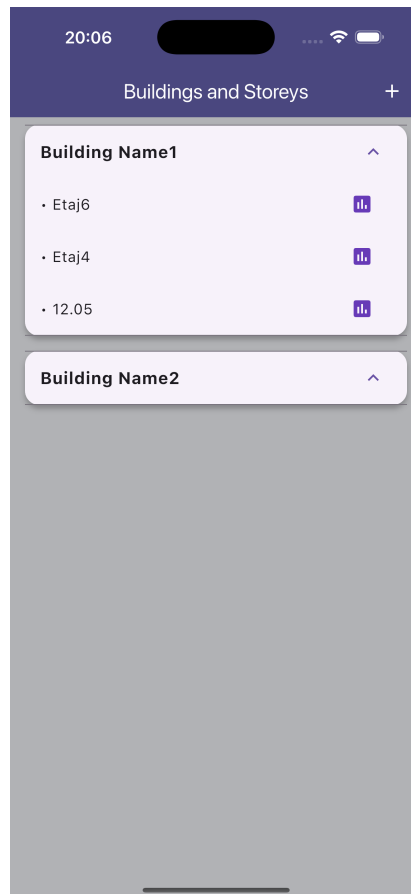 20:06
Buildings and Storeys +
Building Name1
• Etaj6
• Etaj4
• 12.05
Building Name2